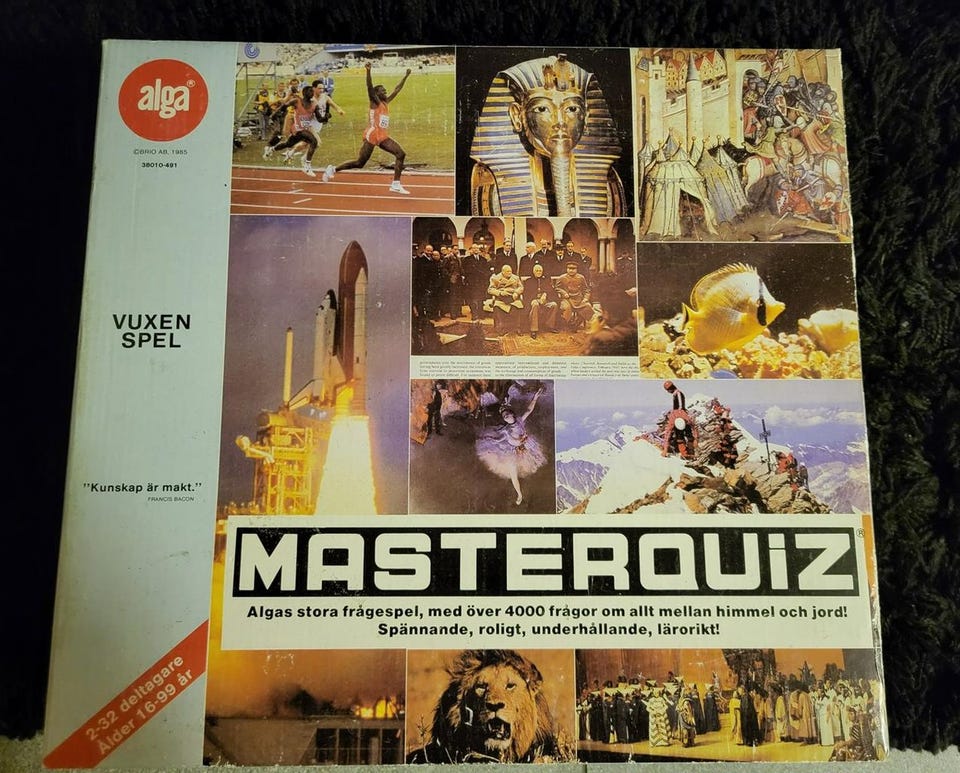 alga®
©BRIO AB, 1985
38010-491
VUXEN
SPEL
"Kunskap är makt."
FRANCIS BACON
MASTERQUiZ®
Algas stora frågespel, med över 4000 frågor om allt mellan himmel och jord!
Spännande, roligt, underhållande, lärorikt!
2-32 deltagare
Ålder 16-99 år